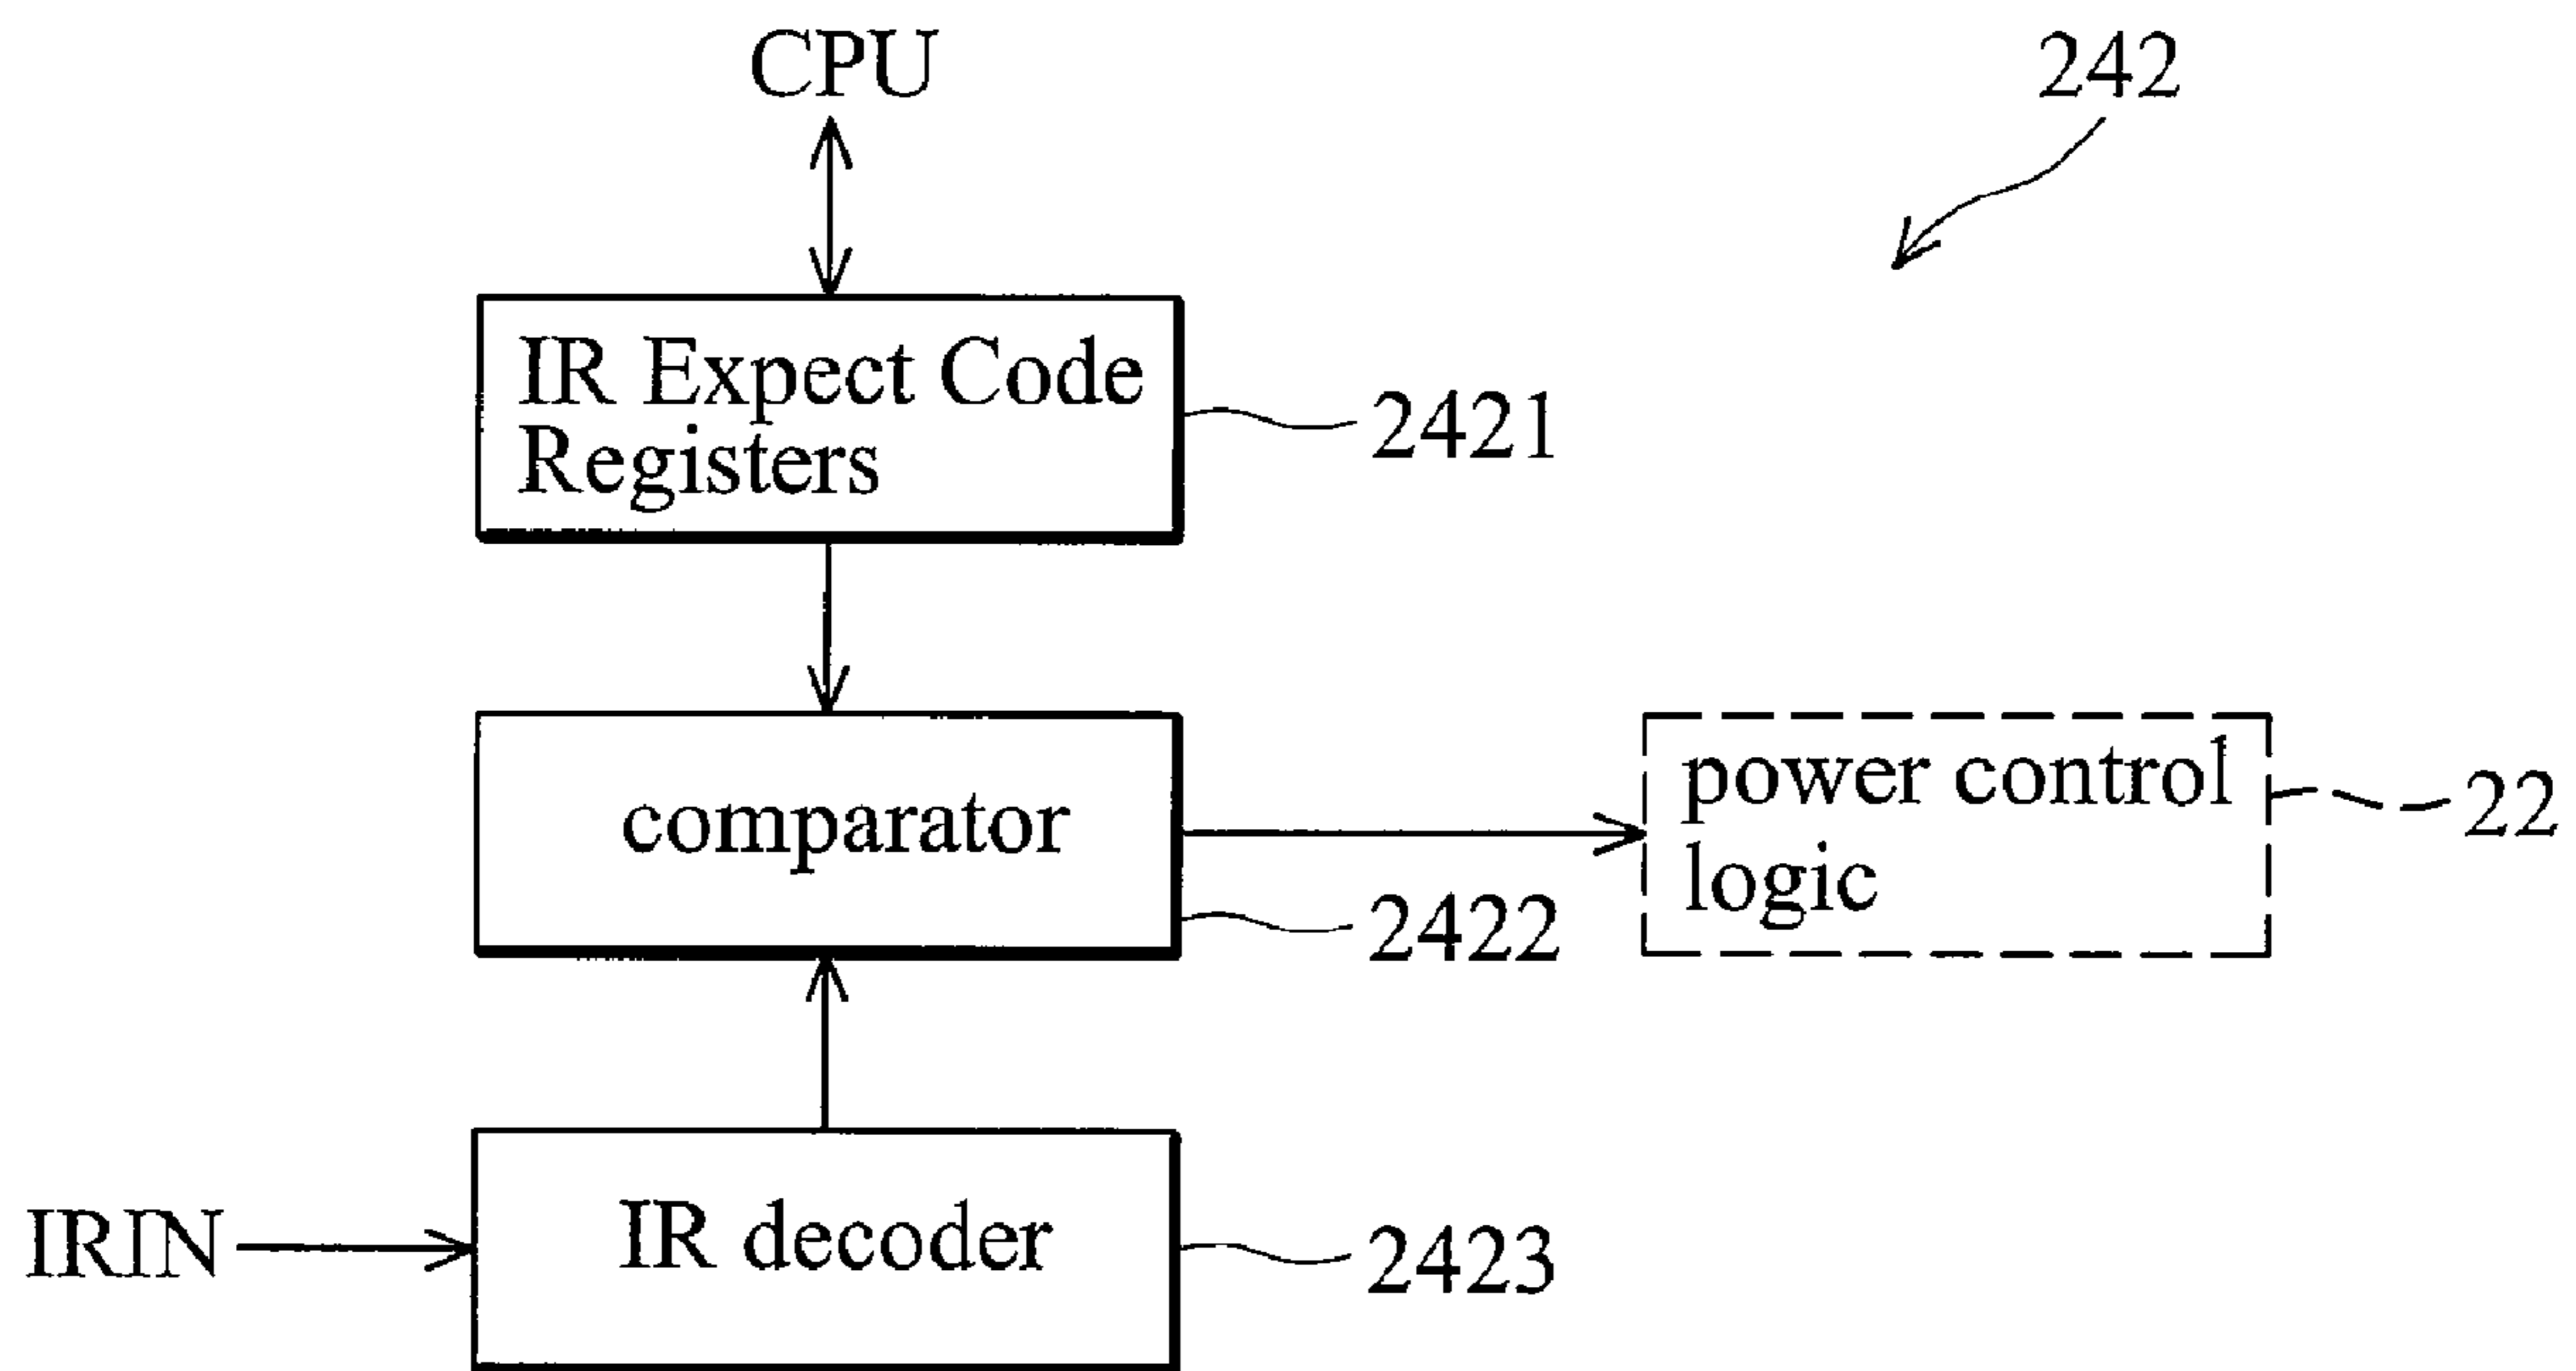 CPU
242
IR Expect Code
Registers
2421
comparator
2422
power control
logic
22
IRIN
IR decoder
2423